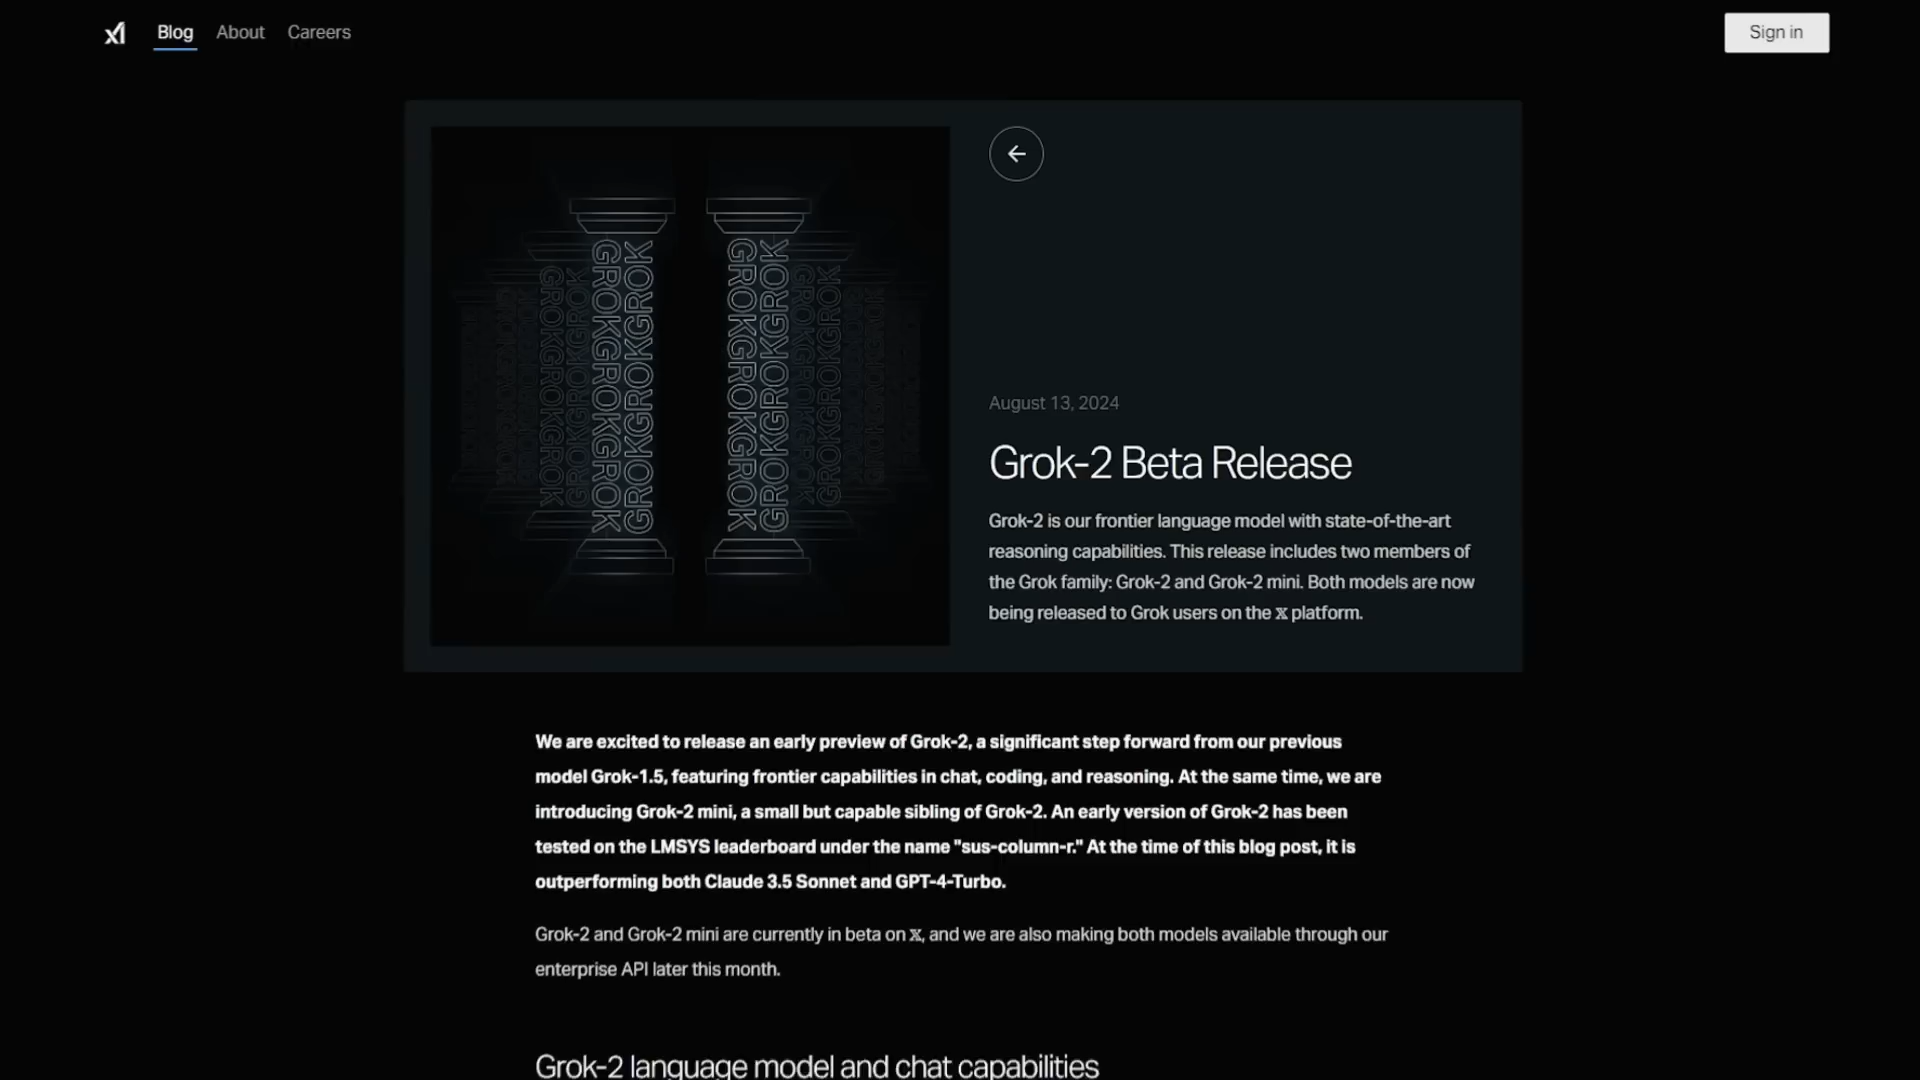 xI
Blog
About
Careers
Sign in
GROKGROKGROK
GROKGROKGROK
GROKGROKGROK
GROKGROKGROK
August 13, 2024
Grok-2 Beta Release
Grok-2 is our frontier language model with state-of-the-art
reasoning capabilities. This release includes two members of
the Grok family: Grok-2 and Grok-2 mini. Both models are now
being released to Grok users on the 𝕏 platform.
We are excited to release an early preview of Grok-2, a significant step forward from our previous
model Grok-1.5, featuring frontier capabilities in chat, coding, and reasoning. At the same time, we are
introducing Grok-2 mini, a small but capable sibling of Grok-2. An early version of Grok-2 has been
tested on the LMSYS leaderboard under the name "sus-column-r." At the time of this blog post, it is
outperforming both Claude 3.5 Sonnet and GPT-4-Turbo.
Grok-2 and Grok-2 mini are currently in beta on 𝕏, and we are also making both models available through our
enterprise API later this month.
Grok-2 language model and chat capabilities